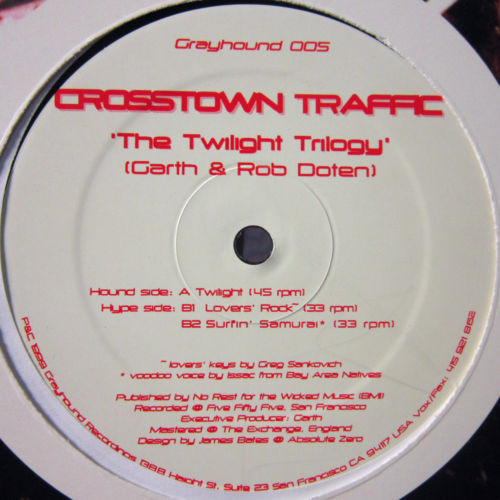 Grayhound 005
CROSSTOWN TRAFFIC
"The Twilight Trilogy"
(Garth & Rob Doten)
Hound side: A Twilight (45 rpm)
Hype side: B1 Lovers' Rock~ (33 rpm)
B2 Surfin' Samurai* (33 rpm)
~ lovers' keys by Greg Sankovich
* voodoo voice by Issac from Bay Area Natives
Published by No Rest for the Wicked Music (BMI)
Recorded @ Five Fifty Five, San Francisco
Executive Producer: Garth
Mastered @ The Exchange, England
Design by James Bates @ Absolute Zero
P&C 1999 Grayhound Recordings 1388 Haight St. Suite 23 San Francisco CA 94117 USA Vox/Fax: 415 921 862